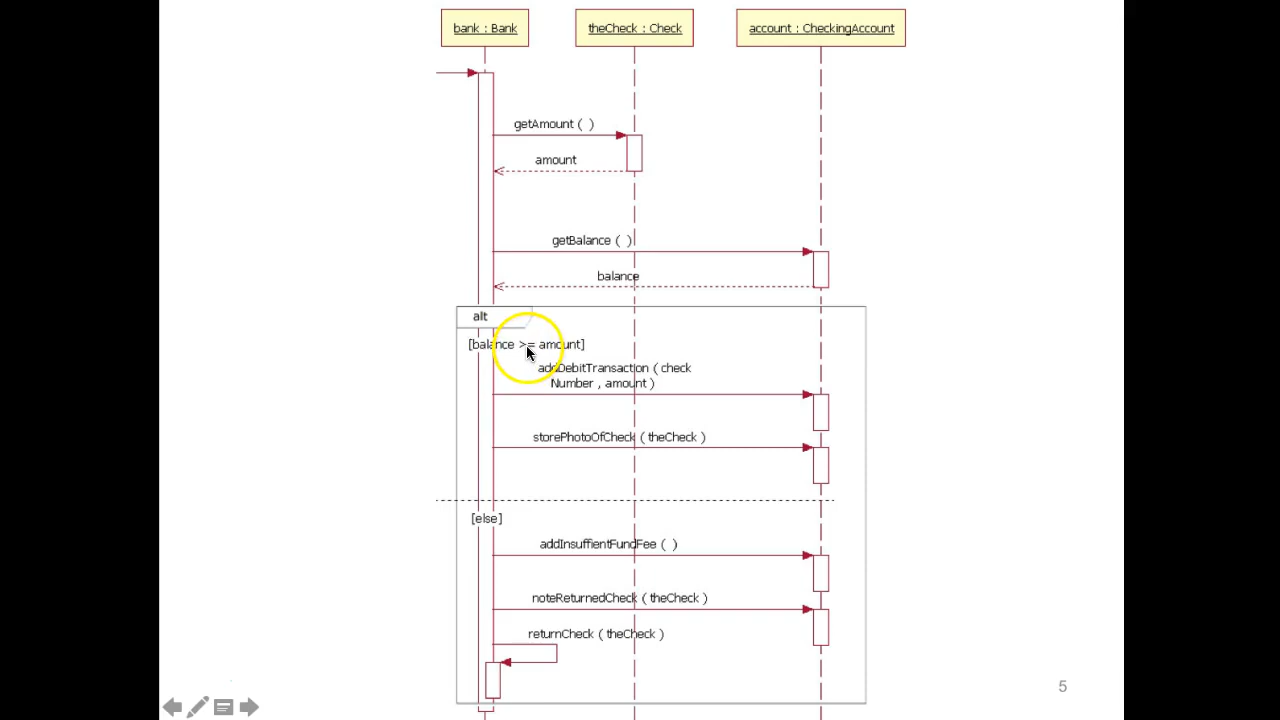 bank : Bank
theCheck : Check
account : CheckingAccount
getAmount ( )
amount
getBalance ( )
balance
alt
[balance >= amount]
addDebitTransaction ( check
Number , amount )
storePhotoOfCheck ( theCheck )
[else]
addInsuffientFundFee ( )
noteReturnedCheck ( theCheck )
returnCheck ( theCheck )
5